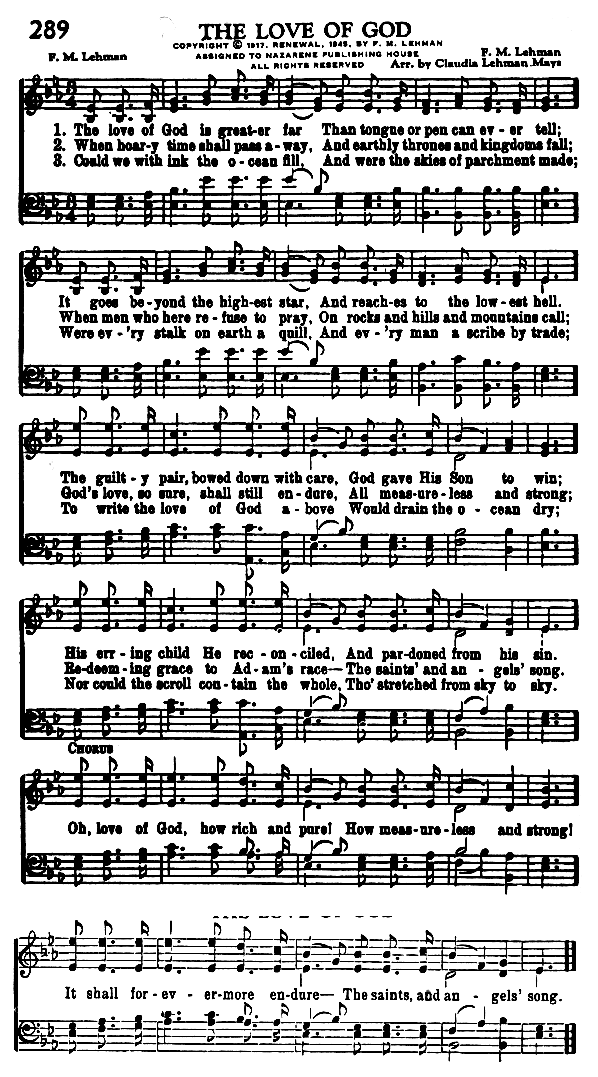 289
THE LOVE OF GOD
COPYRIGHT © 1917. RENEWAL, 1945, BY F. M. LEHMAN
F. M. Lehman
ASSIGNED TO NAZARENE PUBLISHING HOUSE
F. M. Lehman
ALL RIGHTS RESERVED
Arr. by Claudia Lehman Mays
1. The love of God is great-er far Than tongue or pen can ev-er tell;
2. When hoar-y time shall pass a-way, And earthly thrones and kingdoms fall;
3. Could we with ink the o-cean fill, And were the skies of parchment made;
It goes be-yond the high-est star, And reach-es to the low-est hell.
When men who here re-fuse to pray, On rocks and hills and mountains call;
Were ev-'ry stalk on earth a quill, And ev-'ry man a scribe by trade;
The guilt-y pair, bowed down with care, God gave His Son to win;
God's love, so sure, shall still en-dure, All meas-ure-less and strong;
To write the love of God a-bove Would drain the o-cean dry;
His err-ing child He rec-on-ciled, And par-doned from his sin.
Re-deem-ing grace to Ad-am's race— The saints' and an-gels' song.
Nor could the scroll con-tain the whole, Tho' stretched from sky to sky.
CHORUS
Oh, love of God, how rich and pure! How meas-ure-less and strong!
It shall for-ev-er-more en-dure— The saints, and an-gels' song.